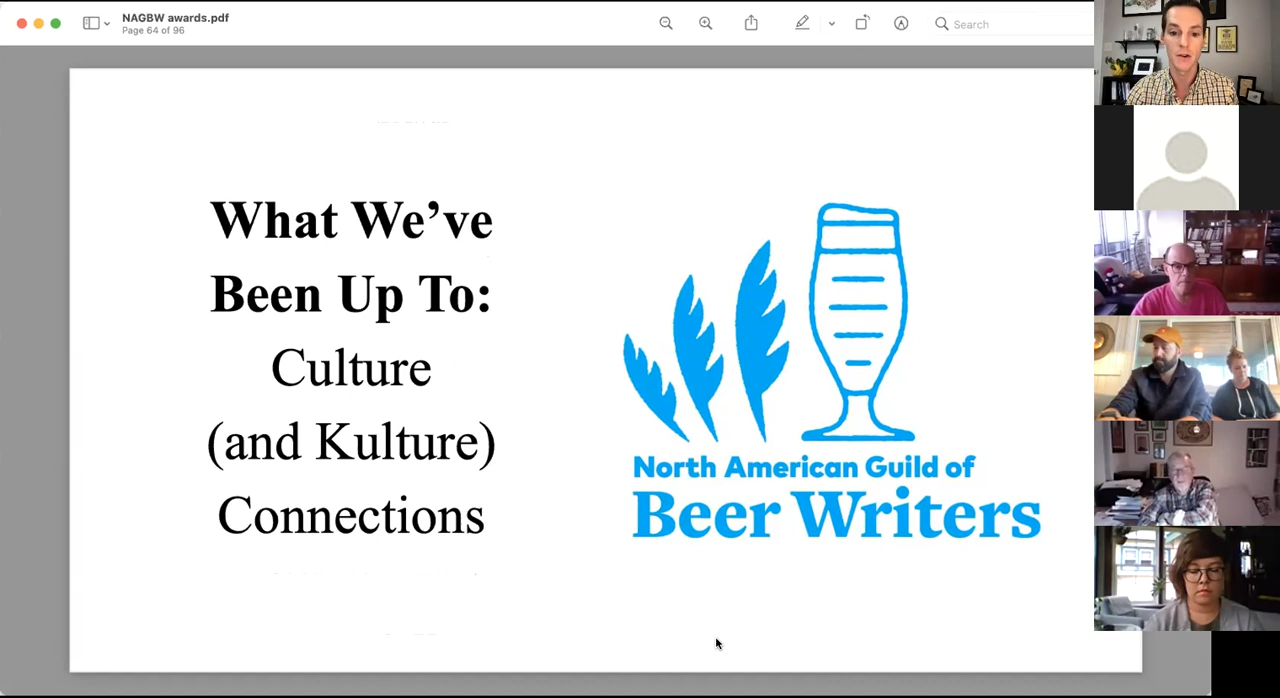 NAGBW awards.pdf
Page 64 of 96
Search
What We’ve
Been Up To:
Culture
(and Kulture)
Connections
North American Guild of
Beer Writers